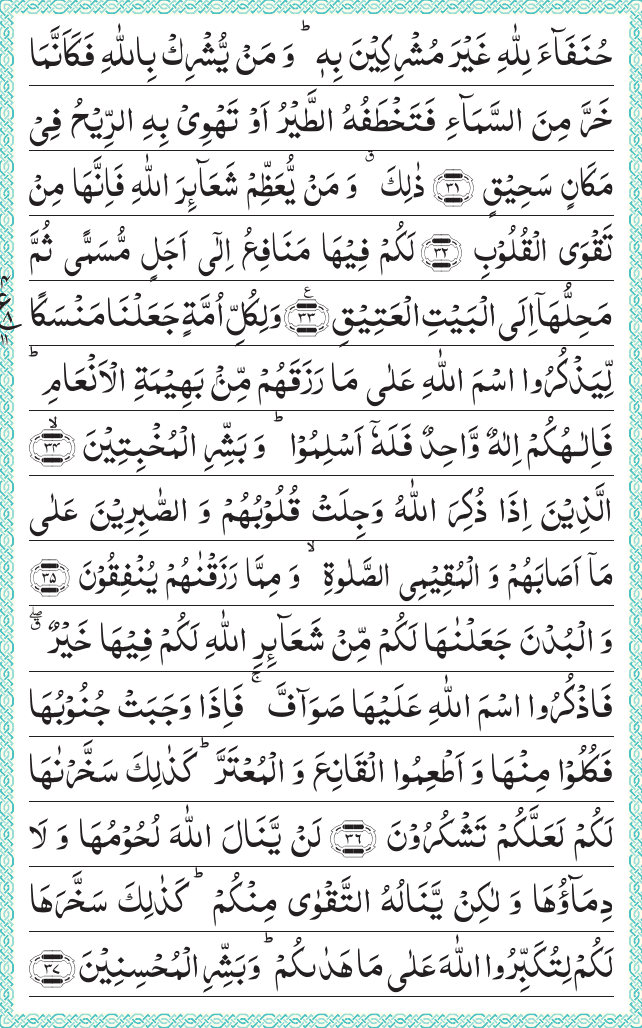 حُنَفَآءَ لِلّٰهِ غَيْرَ مُشْرِكِيْنَ بِهٖ ؕ وَ مَنْ يُّشْرِكْ بِاللّٰهِ فَكَاَنَّمَا
خَرَّ مِنَ السَّمَآءِ فَتَخْطَفُهُ الطَّيْرُ اَوْ تَهْوِيْ بِهِ الرِّيْحُ فِيْ
مَكَانٍ سَحِيْقٍ ﴿۳۱﴾ ذٰلِكَ ۗ وَ مَنْ يُّعَظِّمْ شَعَآئِرَ اللّٰهِ فَاِنَّهَا مِنْ
تَقْوَى الْقُلُوْبِ ﴿۳۲﴾ لَكُمْ فِيْهَا مَنَافِعُ اِلٰۤى اَجَلٍ مُّسَمًّى ثُمَّ
مَحِلُّهَاۤ اِلَى الْبَيْتِ الْعَتِيْقِ ﴿۳۳﴾ ع وَ لِكُلِّ اُمَّةٍ جَعَلْنَا مَنْسَكًا
لِّيَذْكُرُوا اسْمَ اللّٰهِ عَلٰى مَا رَزَقَهُمْ مِّنْۢ بَهِيْمَةِ الْاَنْعَامِ ؕ
فَاِلٰـهُكُمْ اِلٰهٌ وَّاحِدٌ فَلَهٗۤ اَسْلِمُوْا ؕ وَ بَشِّرِ الْمُخْبِتِيْنَ ﴿۳۴﴾ ۙ
الَّذِيْنَ اِذَا ذُكِرَ اللّٰهُ وَجِلَتْ قُلُوْبُهُمْ وَ الصّٰبِرِيْنَ عَلٰى
مَاۤ اَصَابَهُمْ وَ الْمُقِيْمِي الصَّلٰوةِ ۙ وَ مِمَّا رَزَقْنٰهُمْ يُنْفِقُوْنَ ﴿۳۵﴾
وَ الْبُدْنَ جَعَلْنٰهَا لَكُمْ مِّنْ شَعَآئِرِ اللّٰهِ لَكُمْ فِيْهَا خَيْرٌ ۖۗ
فَاذْكُرُوا اسْمَ اللّٰهِ عَلَيْهَا صَوَآفَّ ۚ فَاِذَا وَجَبَتْ جُنُوْبُهَا
فَكُلُوْا مِنْهَا وَ اَطْعِمُوا الْقَانِعَ وَ الْمُعْتَرَّ ؕ كَذٰلِكَ سَخَّرْنٰهَا
لَكُمْ لَعَلَّكُمْ تَشْكُرُوْنَ ﴿۳۶﴾ لَنْ يَّنَالَ اللّٰهَ لُحُوْمُهَا وَ لَا
دِمَآؤُهَا وَ لٰكِنْ يَّنَالُهُ التَّقْوٰى مِنْكُمْ ؕ كَذٰلِكَ سَخَّرَهَا
لَكُمْ لِتُكَبِّرُوا اللّٰهَ عَلٰى مَا هَدٰىكُمْ ؕ وَ بَشِّرِ الْمُحْسِنِيْنَ ﴿۳۷﴾